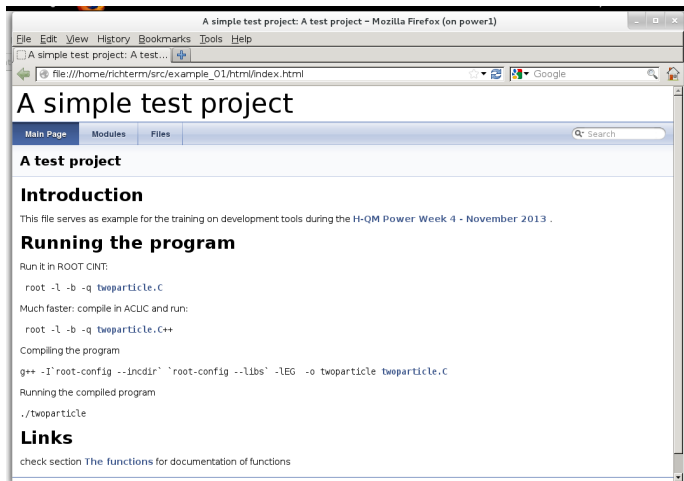 A simple test project: A test project – Mozilla Firefox (on power1)
File Edit View History Bookmarks Tools Help
A simple test project: A test...
file:///home/richterm/src/example_01/html/index.html Google
A simple test project
Main Page Modules Files Search
A test project
Introduction
This file serves as example for the training on development tools during the H-QM Power Week 4 - November 2013 .
Running the program
Run it in ROOT CINT:
root -l -b -q twoparticle.C
Much faster: compile in ACLIC and run:
root -l -b -q twoparticle.C++
Compiling the program
g++ -I`root-config --incdir` `root-config --libs` -lEG -o twoparticle twoparticle.C
Running the compiled program
./twoparticle
Links
check section The functions for documentation of functions